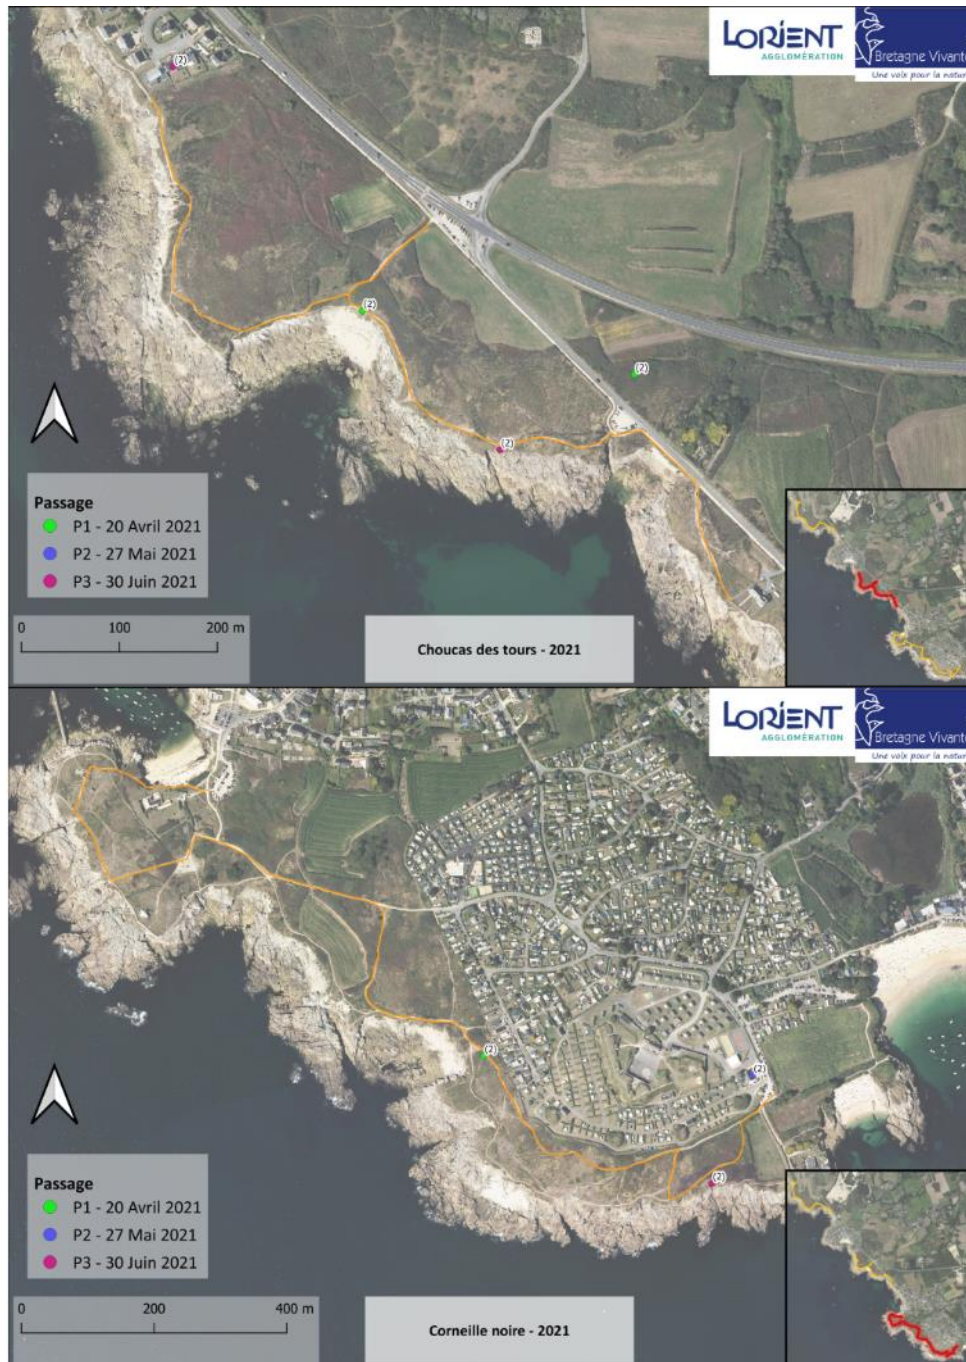 LORIENT
AGGLOMÉRATION
Bretagne Vivante
Une voix pour la nature
(2)
(2)
(2)
(2)
Passage
P1 - 20 Avril 2021
P2 - 27 Mai 2021
P3 - 30 Juin 2021
0 100 200 m
Choucas des tours - 2021
LORIENT
AGGLOMÉRATION
Bretagne Vivante
Une voix pour la nature
(2)
(2)
(2)
Passage
P1 - 20 Avril 2021
P2 - 27 Mai 2021
P3 - 30 Juin 2021
0 200 400 m
Corneille noire - 2021